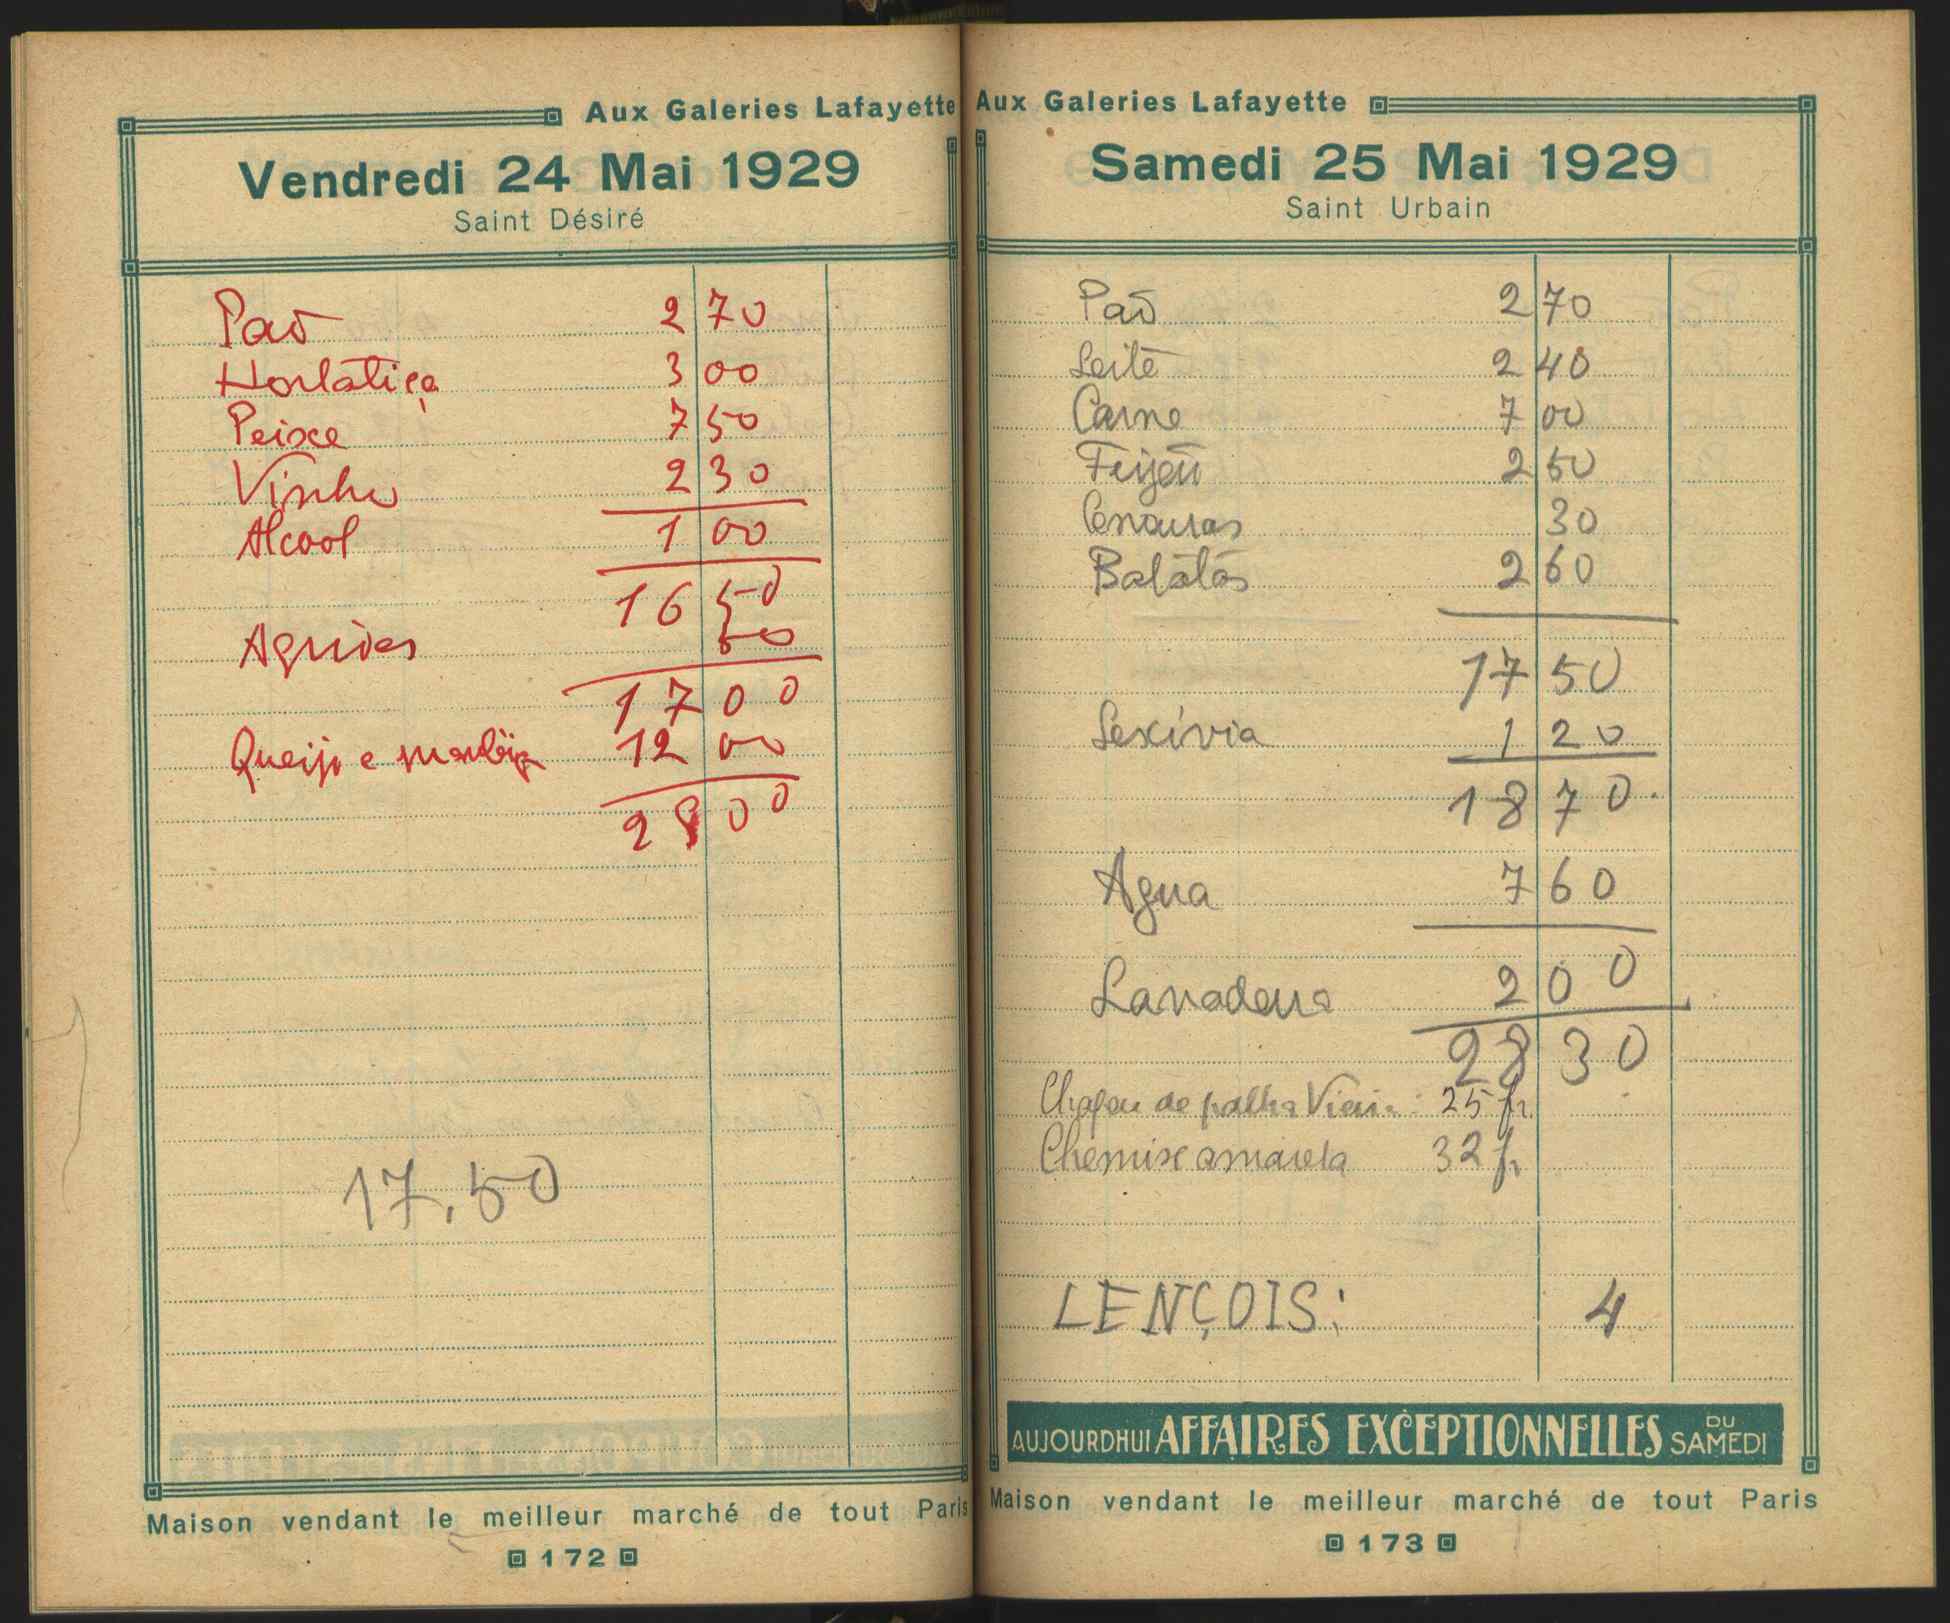 Aux Galeries Lafayette
Vendredi 24 Mai 1929
Saint Désiré
Paõ 2 70
Hortaliça 3 00
Peixe 7 50
Vinho 2 30
Alcool 1 00
16 50
Agriões 50
17 00
Queijo e manteiga 12 00
28 00
17.50
Maison vendant le meilleur marché de tout Paris
172
Aux Galeries Lafayette
Samedi 25 Mai 1929
Saint Urbain
Paõ 2 70
Leite 2 40
Carne 7 00
Feijaõ 2 50
Cenouras 30
Batatas 2 60
17 50
Lexívia 1 20
18 70.
Agua 7 60
Lavadeira 2 00
28 30
Chapeu de palha Vieira 25 fr
Chemise amarela 32 fr
LENÇOIS: 4
AUJOURDHUI AFFAIRES EXCEPTIONNELLES DU SAMEDI
Maison vendant le meilleur marché de tout Paris
173